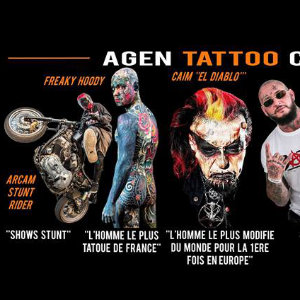 AGEN TATTOO C
FREAKY HOODY
CAIM "EL DIABLO"'
ARCAM
STUNT
RIDER
"SHOWS STUNT"
"L'HOMME LE PLUS
TATOUE DE FRANCE"
"L'HOMME LE PLUS MODIFIE
DU MONDE POUR LA 1ERE
FOIS EN EUROPE"